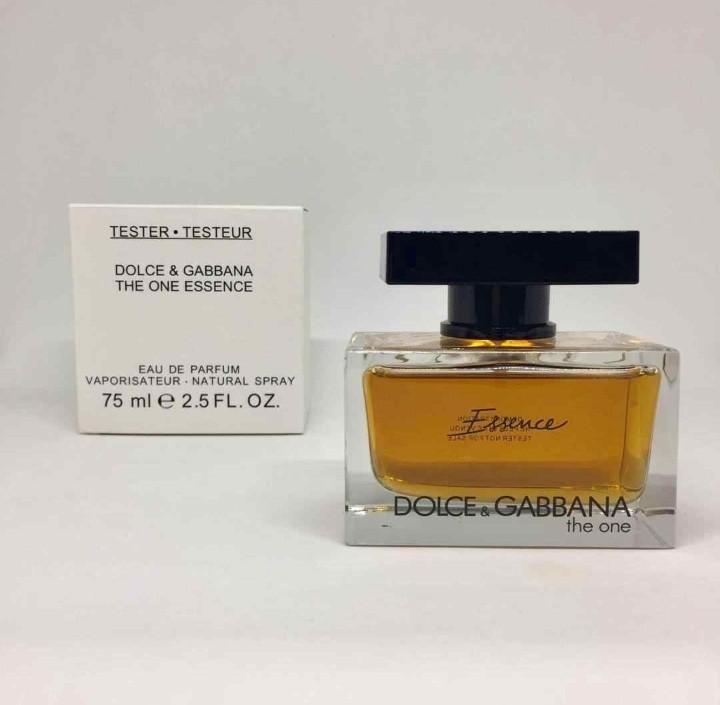 TESTER • TESTEUR
DOLCE & GABBANA
THE ONE ESSENCE
EAU DE PARFUM
VAPORISATEUR · NATURAL SPRAY
75 ml ℮ 2.5 FL. OZ.
Essence
TESTER NOT FOR SALE
DOLCE & GABBANA
the one